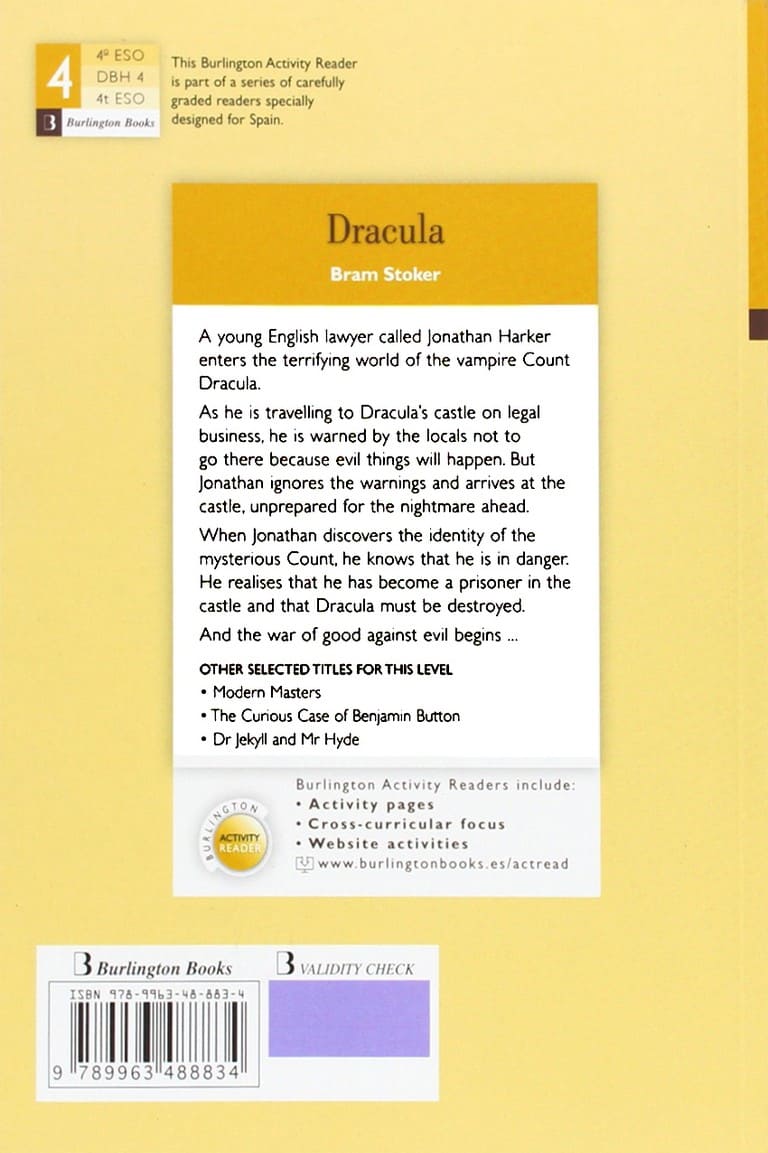 4
4º ESO
DBH 4
4t ESO
B Burlington Books
This Burlington Activity Reader
is part of a series of carefully
graded readers specially
designed for Spain.
Dracula
Bram Stoker
A young English lawyer called Jonathan Harker
enters the terrifying world of the vampire Count
Dracula.
As he is travelling to Dracula's castle on legal
business, he is warned by the locals not to
go there because evil things will happen. But
Jonathan ignores the warnings and arrives at the
castle, unprepared for the nightmare ahead.
When Jonathan discovers the identity of the
mysterious Count, he knows that he is in danger.
He realises that he has become a prisoner in the
castle and that Dracula must be destroyed.
And the war of good against evil begins ...
OTHER SELECTED TITLES FOR THIS LEVEL
• Modern Masters
• The Curious Case of Benjamin Button
• Dr Jekyll and Mr Hyde
Burlington Activity Readers include:
• Activity pages
• Cross-curricular focus
• Website activities
www.burlingtonbooks.es/actread
BURLINGTON
ACTIVITY
READER
B Burlington Books
B VALIDITY CHECK
ISBN 978-9963-48-883-4
9 789963 488834